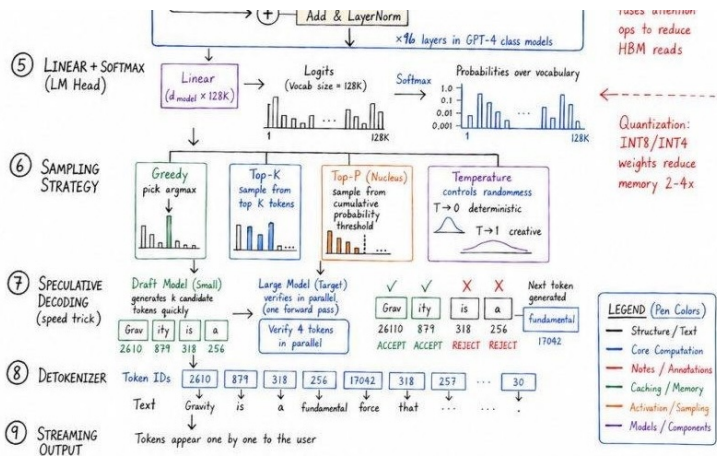 Add & LayerNorm
×96 layers in GPT-4 class models
fuses attention
ops to reduce
HBM reads
5 LINEAR + SOFTMAX
(LM Head)
Linear
(d_model × 128K)
Logits
(Vocab size = 128K)
...
1 128K
Softmax
Probabilities over vocabulary
1.0
0.1
0.01
0,001
...
1 128K
Quantization:
INT8/INT4
weights reduce
memory 2-4x
6 SAMPLING
STRATEGY
Greedy
pick argmax
Top-K
sample from
top K tokens
...
Top-P (Nucleus)
sample from
cumulative
probability
threshold
...
Temperature
controls randomness
T→0 deterministic
T→1 creative
7 SPECULATIVE
DECODING
(speed trick)
Draft Model (Small)
generates k candidate
tokens quickly
Grav ity is a
2610 879 318 256
Large Model (Target)
verifies in parallel,
(one forward pass)
Verify 4 tokens
in parallel
✓ ✓ X X
Grav ity is a
26110 879 318 256
ACCEPT ACCEPT REJECT REJECT
Next token
generated
fundamental
17042
LEGEND (Pen Colors)
Structure / Text
Core Computation
Notes / Annotations
Caching / Memory
Activation / Sampling
Models / Components
8 DETOKENIZER
Token IDs 2610 879 318 256 17042 318 257 ... 30
Text Gravity is a fundamental force that ... ... .
9 STREAMING
OUTPUT
Tokens appear one by one to the user